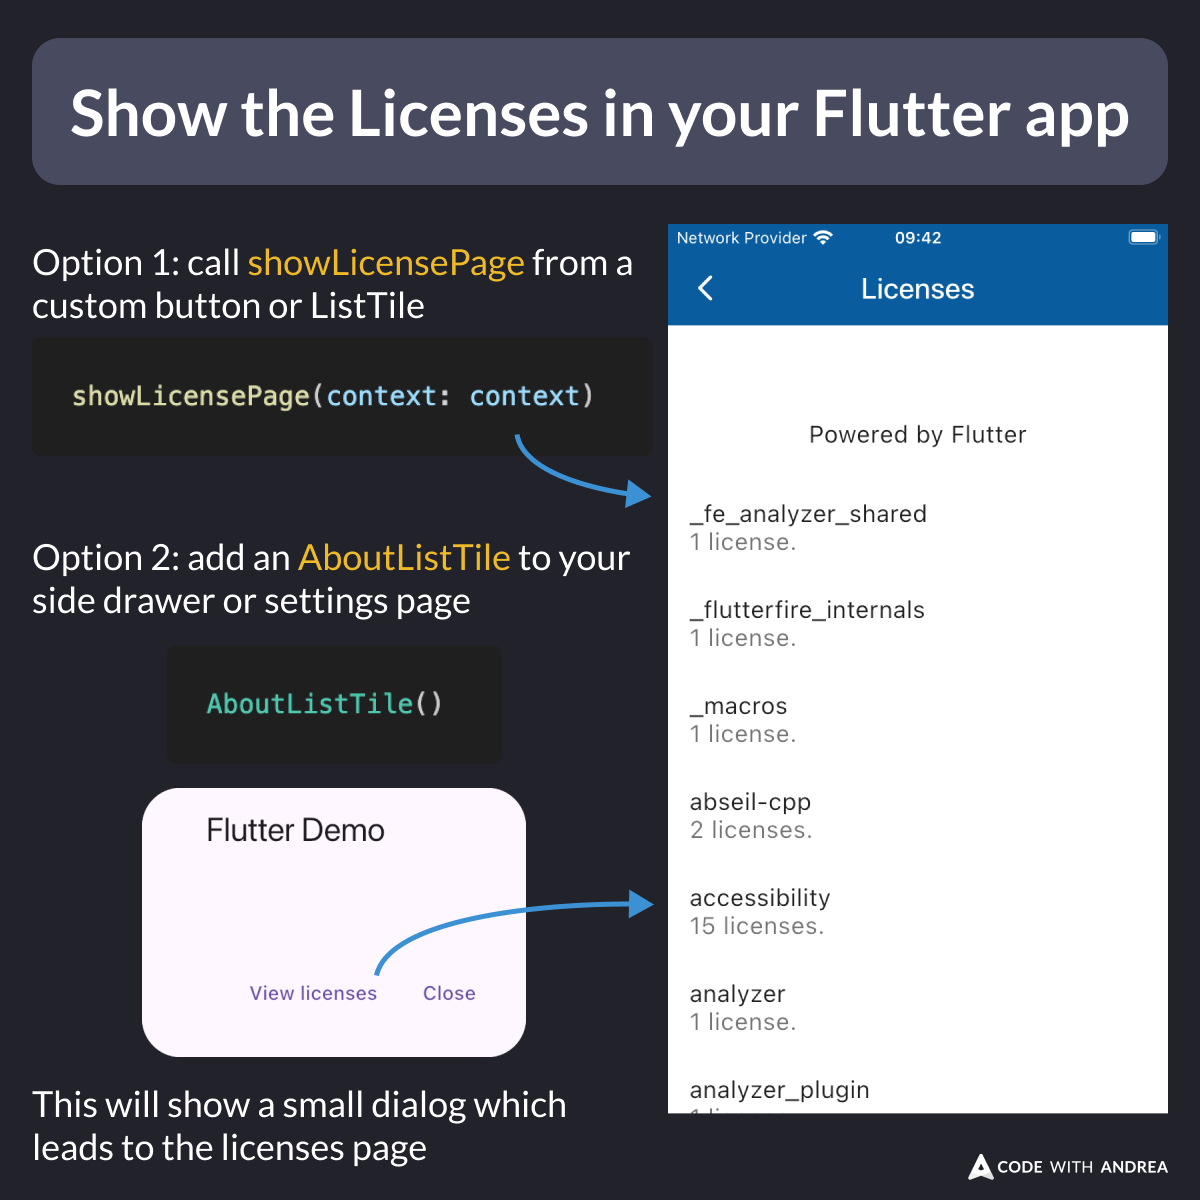 Show the Licenses in your Flutter app
Option 1: call showLicensePage from a
custom button or ListTile
showLicensePage(context: context)
Option 2: add an AboutListTile to your
side drawer or settings page
AboutListTile()
Flutter Demo
View licenses
Close
This will show a small dialog which
leads to the licenses page
Network Provider
09:42
Licenses
Powered by Flutter
_fe_analyzer_shared
1 license.
_flutterfire_internals
1 license.
_macros
1 license.
abseil-cpp
2 licenses.
accessibility
15 licenses.
analyzer
1 license.
analyzer_plugin
CODE WITH ANDREA